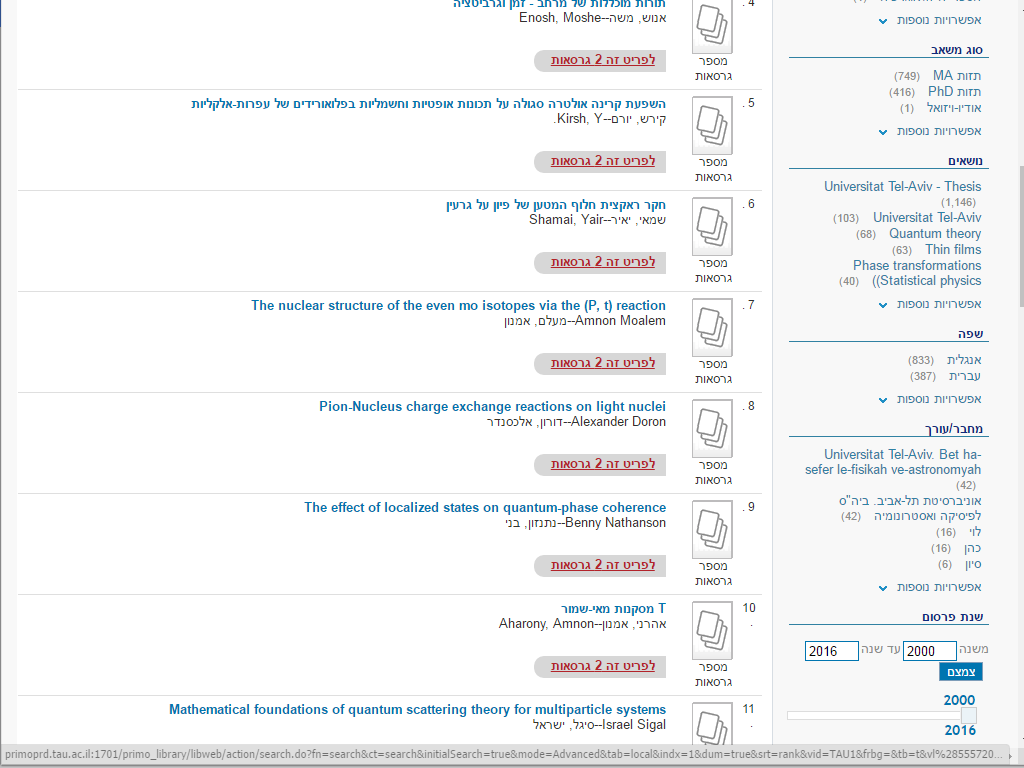 תורות מוכללות של מרחב - זמן וגרביטציה
אנוש, משה--Enosh, Moshe
לפריט זה 2 גרסאות
4 .
מספר
גרסאות
השפעת קרינה אולטרה סגולה על תכונות אופטיות וחשמליות בפלואורידים של עפרות-אלקליות
קירש, יורם--Kirsh, Y.
לפריט זה 2 גרסאות
5 .
מספר
גרסאות
חקר ראקצית חלוף המטען של פיון על גרעין
שמאי, יאיר--Shamai, Yair
לפריט זה 2 גרסאות
6 .
מספר
גרסאות
The nuclear structure of the even mo isotopes via the (P, t) reaction
Amnon Moalem--מעלם, אמנון
לפריט זה 2 גרסאות
7 .
מספר
גרסאות
Pion-Nucleus charge exchange reactions on light nuclei
Alexander Doron--דורון, אלכסנדר
לפריט זה 2 גרסאות
8 .
מספר
גרסאות
The effect of localized states on quantum-phase coherence
Benny Nathanson--נתנזון, בני
לפריט זה 2 גרסאות
9 .
מספר
גרסאות
T מסקנות מאי-שמור
אהרני, אמנון--Aharony, Amnon
לפריט זה 2 גרסאות
10
.
מספר
גרסאות
Mathematical foundations of quantum scattering theory for multiparticle systems
Israel Sigal--סיגל, ישראל
11
.
אפשרויות נוספות
סוג משאב
תזות MA (749)
תזות PhD (416)
אודיו-ויזואל (1)
אפשרויות נוספות
נושאים
Universitat Tel-Aviv - Thesis
(1,146)
Universitat Tel-Aviv (103)
Quantum theory (68)
Thin films (63)
Phase transformations
((Statistical physics (40)
אפשרויות נוספות
שפה
אנגלית (833)
עברית (387)
אפשרויות נוספות
מחבר/עורך
Universitat Tel-Aviv. Bet ha-
sefer le-fisikah ve-astronomyah
(42)
אוניברסיטת תל-אביב. ביה"ס
לפיסיקה ואסטרונומיה (42)
לוי (16)
כהן (16)
סיון (6)
אפשרויות נוספות
שנת פרסום
משנה 2000 עד שנה 2016
צמצם
2000
2016
primoprd.tau.ac.il:1701/primo_library/libweb/action/search.do?fn=search&ct=search&initialSearch=true&mode=Advanced&tab=local&indx=1&dum=true&srt=rank&vid=TAU1&frbg=&tb=t&vl%28555720...